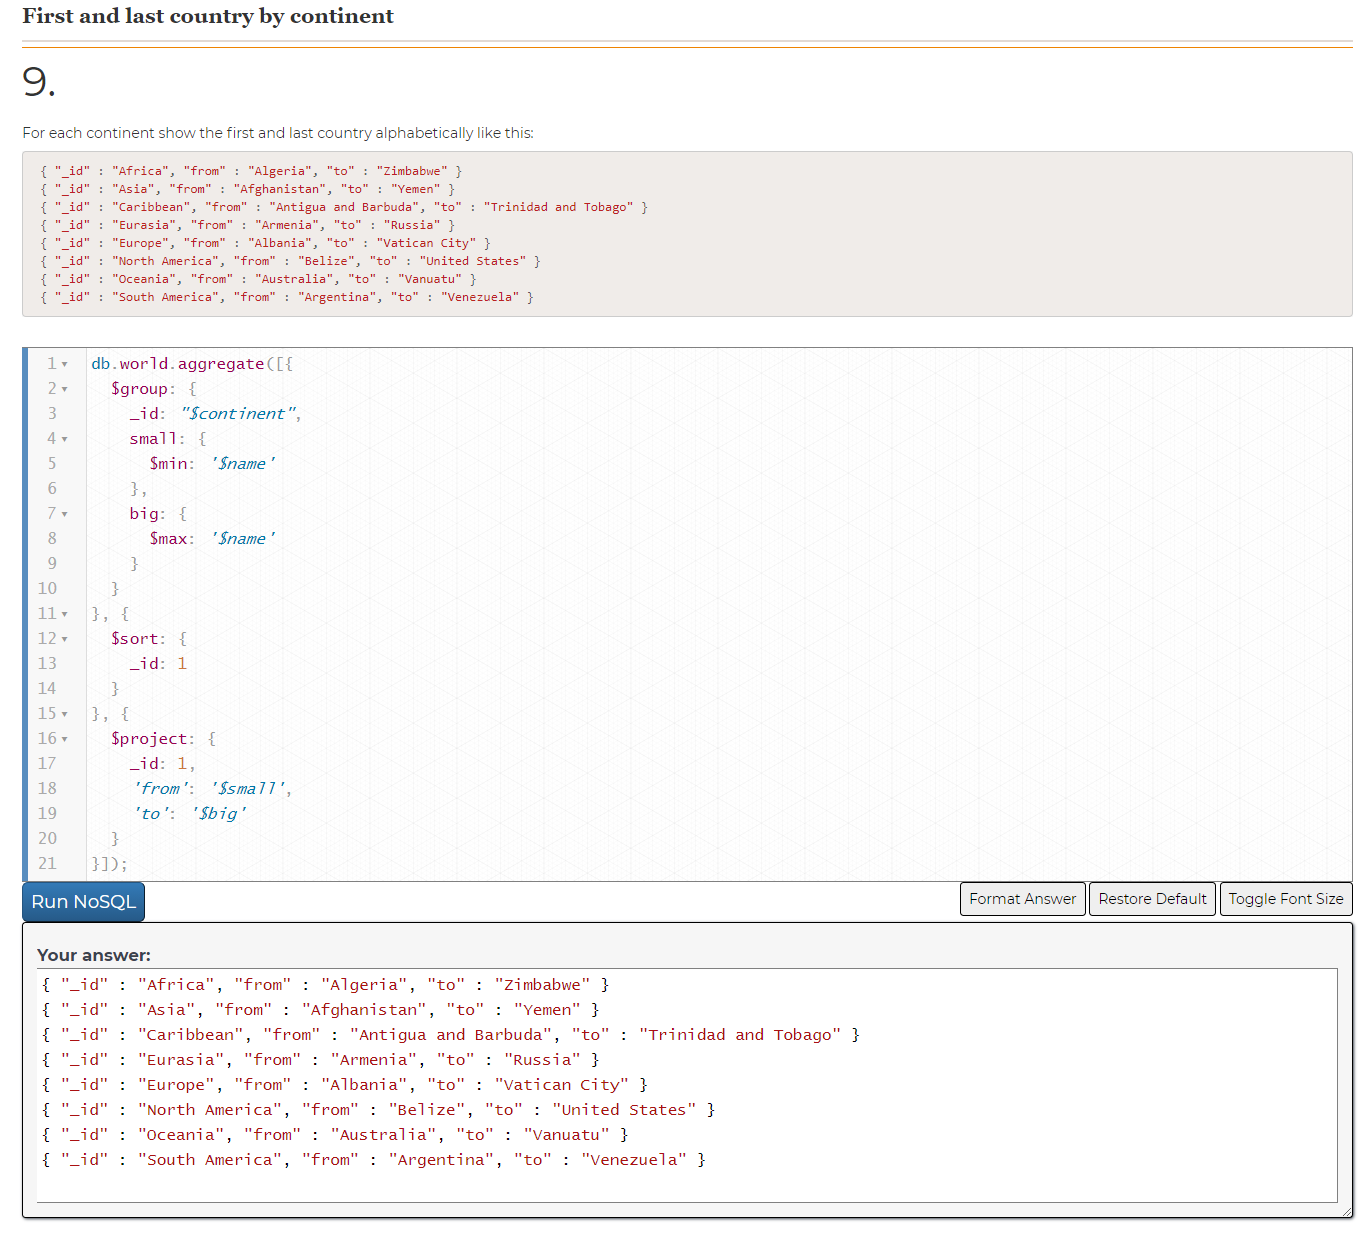 First and last country by continent
9.
For each continent show the first and last country alphabetically like this:
{ "_id" : "Africa", "from" : "Algeria", "to" : "Zimbabwe" }
{ "_id" : "Asia", "from" : "Afghanistan", "to" : "Yemen" }
{ "_id" : "Caribbean", "from" : "Antigua and Barbuda", "to" : "Trinidad and Tobago" }
{ "_id" : "Eurasia", "from" : "Armenia", "to" : "Russia" }
{ "_id" : "Europe", "from" : "Albania", "to" : "Vatican City" }
{ "_id" : "North America", "from" : "Belize", "to" : "United States" }
{ "_id" : "Oceania", "from" : "Australia", "to" : "Vanuatu" }
{ "_id" : "South America", "from" : "Argentina", "to" : "Venezuela" }
1 db.world.aggregate([{
2 $group: {
3 _id: "$continent",
4 small: {
5 $min: '$name'
6 },
7 big: {
8 $max: '$name'
9 }
10 }
11 }, {
12 $sort: {
13 _id: 1
14 }
15 }, {
16 $project: {
17 _id: 1,
18 'from': '$small',
19 'to': '$big'
20 }
21 }]);
Run NoSQL Format Answer Restore Default Toggle Font Size
Your answer:
{ "_id" : "Africa", "from" : "Algeria", "to" : "Zimbabwe" }
{ "_id" : "Asia", "from" : "Afghanistan", "to" : "Yemen" }
{ "_id" : "Caribbean", "from" : "Antigua and Barbuda", "to" : "Trinidad and Tobago" }
{ "_id" : "Eurasia", "from" : "Armenia", "to" : "Russia" }
{ "_id" : "Europe", "from" : "Albania", "to" : "Vatican City" }
{ "_id" : "North America", "from" : "Belize", "to" : "United States" }
{ "_id" : "Oceania", "from" : "Australia", "to" : "Vanuatu" }
{ "_id" : "South America", "from" : "Argentina", "to" : "Venezuela" }